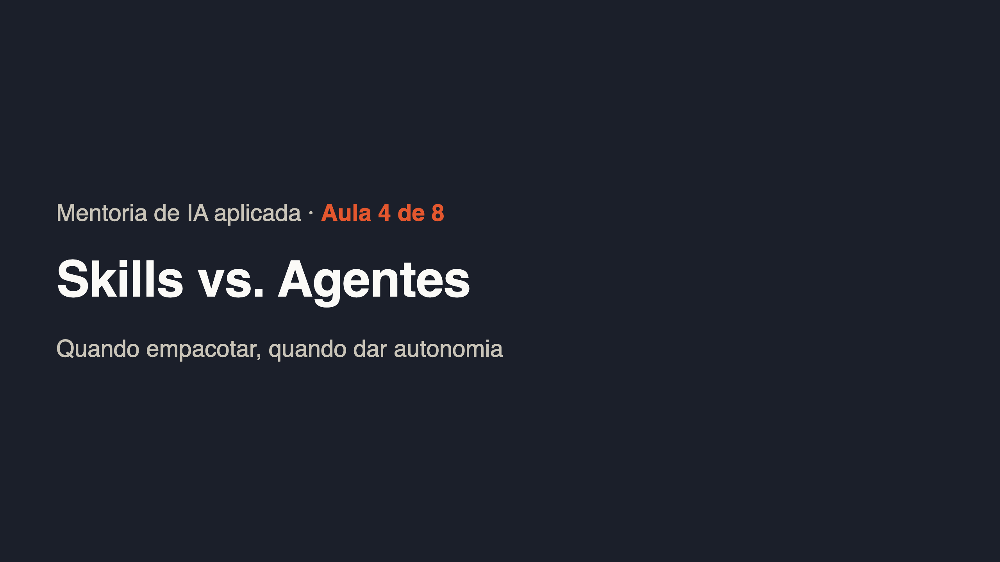 Mentoria de IA aplicada · Aula 4 de 8
Skills vs. Agentes
Quando empacotar, quando dar autonomia